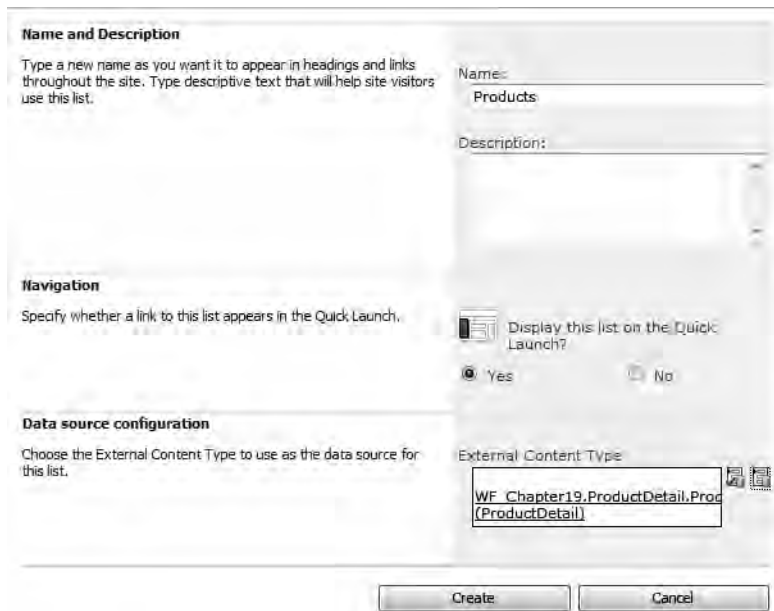 Name and Description
Type a new name as you want it to appear in headings and links
throughout the site. Type descriptive text that will help site visitors
use this list.
Name:
Products
Description:
Navigation
Specify whether a link to this list appears in the Quick Launch.
Display this list on the Quick
Launch?
Yes
No
Data source configuration
Choose the External Content Type to use as the data source for
this list.
External Content Type
WF_Chapter19.ProductDetail.Proc
(ProductDetail)
Create
Cancel